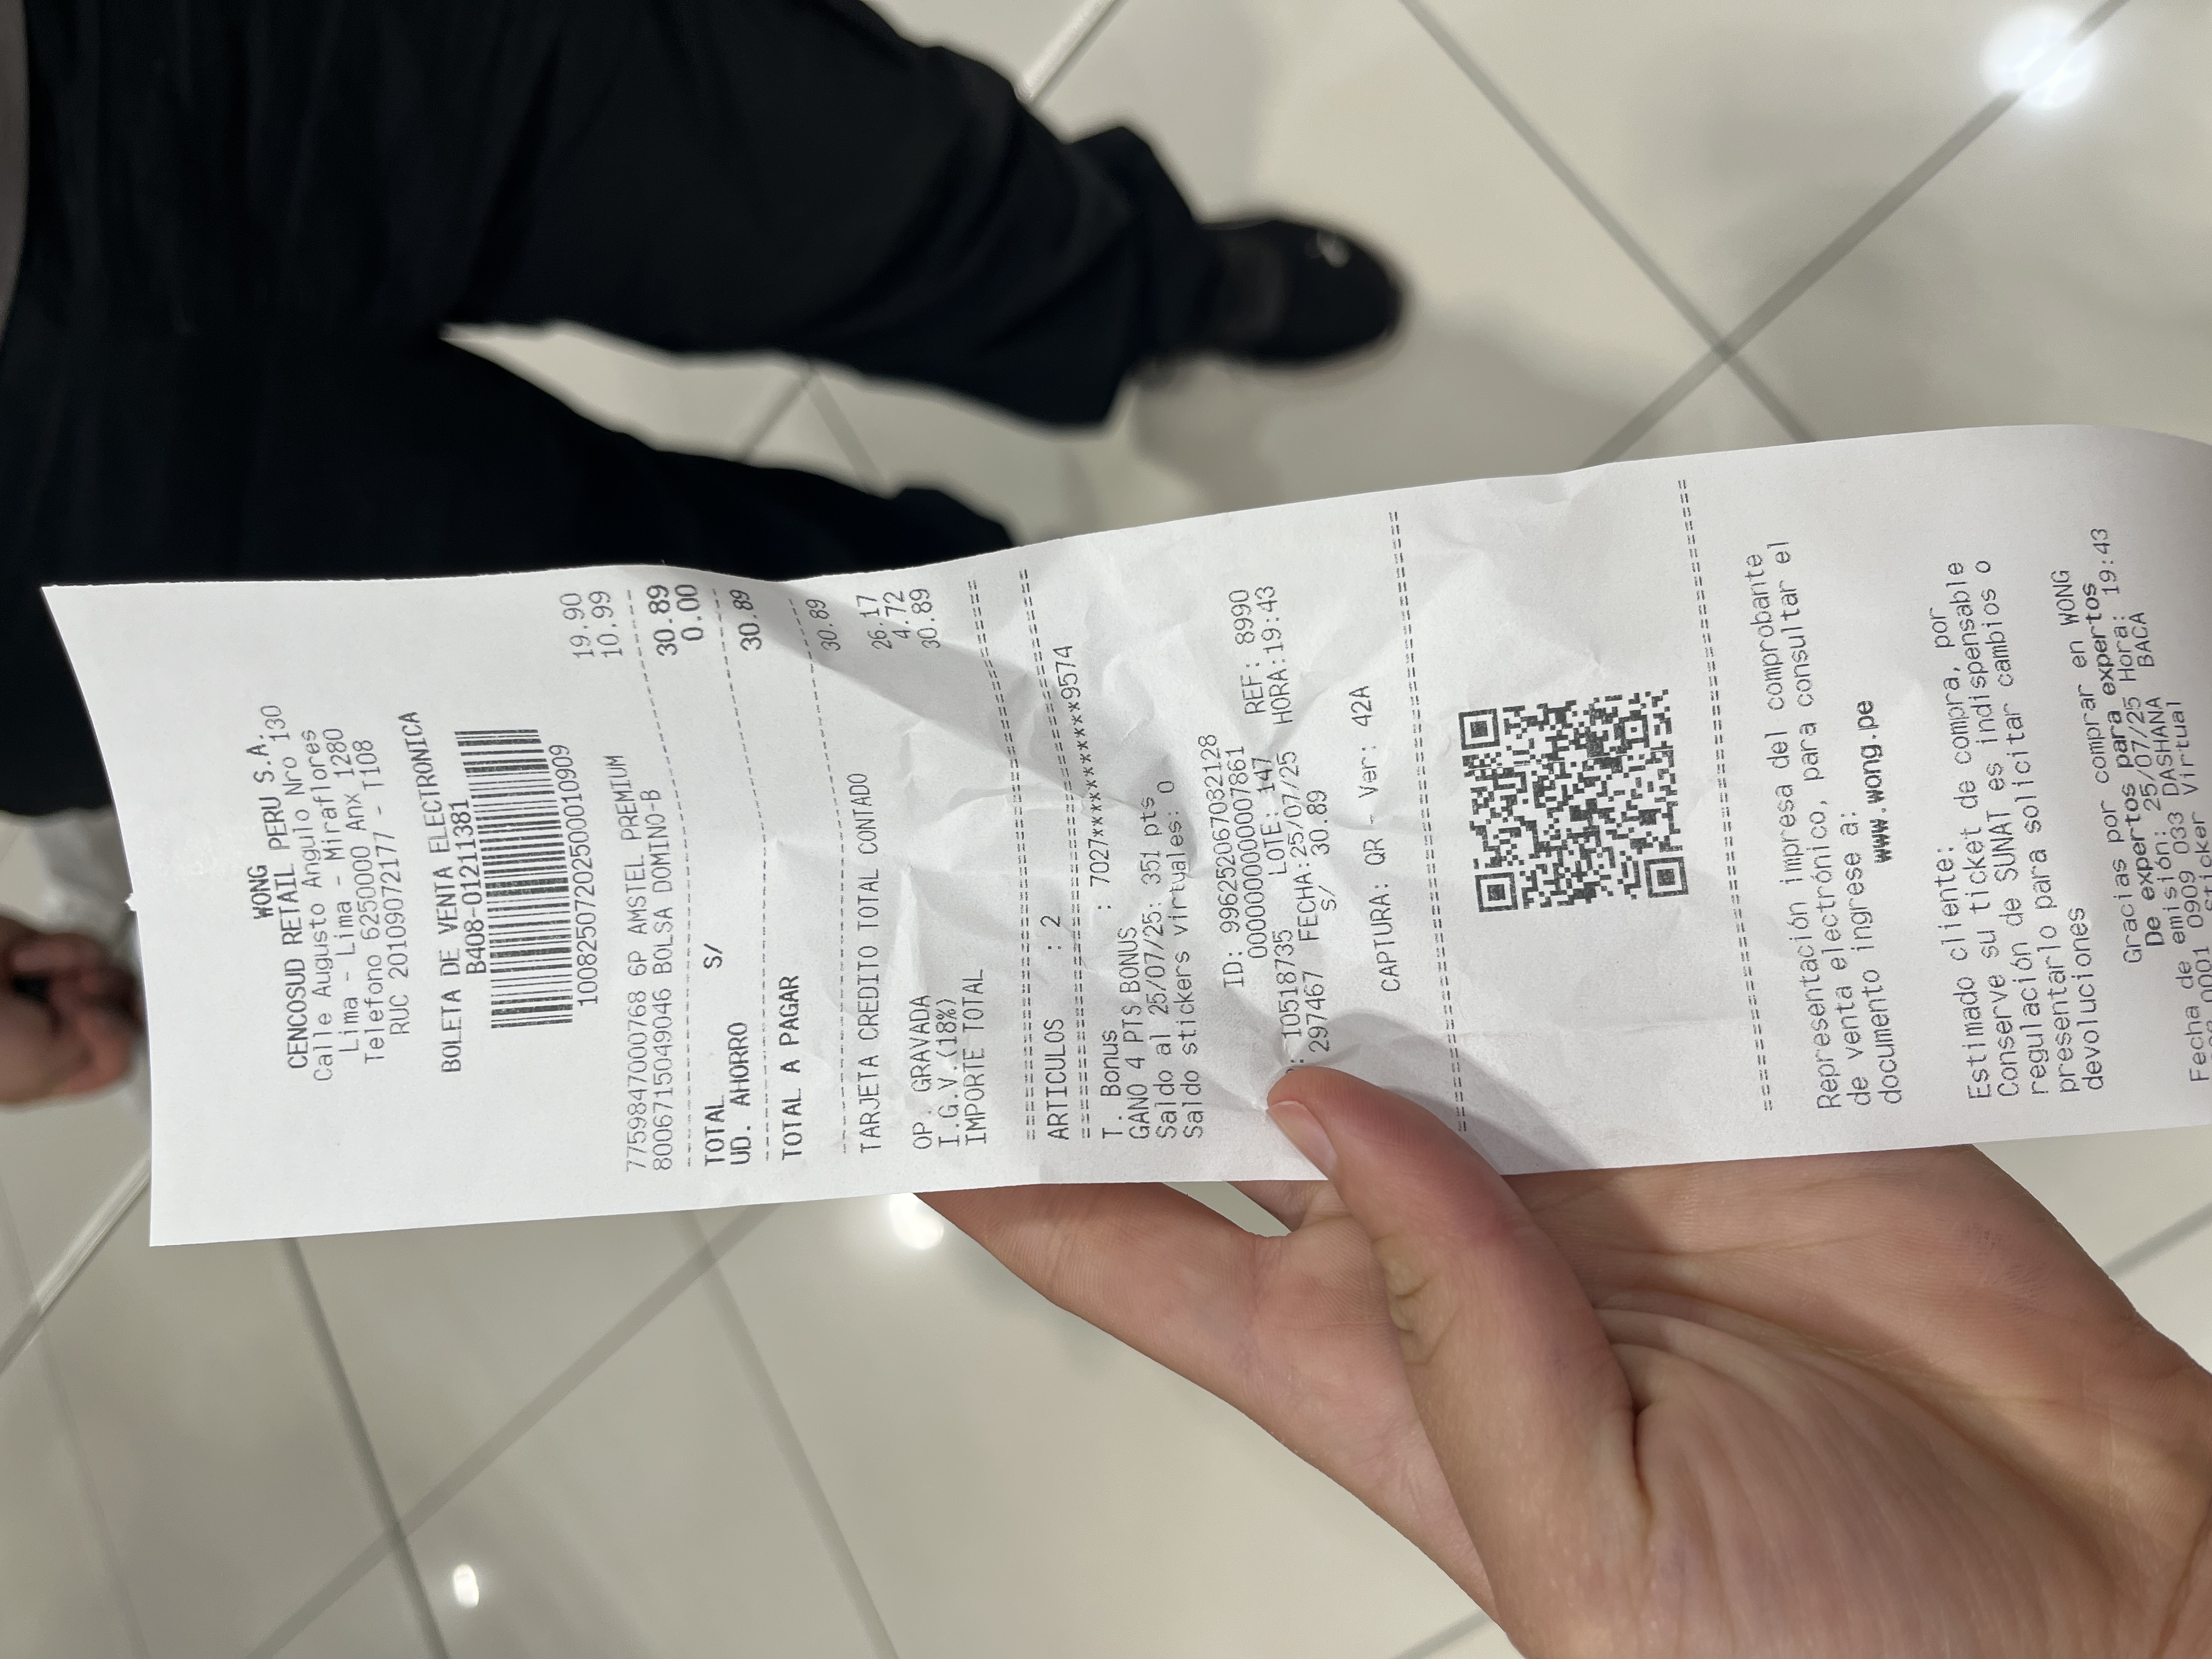 WONG
CENCOSUD RETAIL PERU S.A.
Calle Augusto Angulo Nro 130
Lima - Lima - Miraflores
Telefono 6250000 Anx 1280
RUC 20109072177 - T108
BOLETA DE VENTA ELECTRONICA
B408-01211381
10082507202500010909
7759847000768 6P AMSTEL PREMIUM 19.90
8006715049046 BOLSA DOMINO-B 10.99
TOTAL S/ 30.89
UD. AHORRO 0.00
TOTAL A PAGAR 30.89
TARJETA CREDITO TOTAL CONTADO 30.89
OP. GRAVADA 26.17
I.G.V.(18%) 4.72
IMPORTE TOTAL 30.89
ARTICULOS : 2
T. Bonus : 7027***********9574
GANO 4 PTS BONUS
Saldo al 25/07/25: 351 pts
Saldo stickers virtuales: 0
ID: 996252067082128
0000000000007861
: 10518735 LOTE: 147 REF: 8990
297467 FECHA:25/07/25 HORA:19:43
S/ 30.89
CAPTURA: QR - Ver: 42A
Representación impresa del comprobante
de venta electrónico, para consultar el
documento ingrese a:
www.wong.pe
Estimado cliente:
Conserve su ticket de compra, por
regulación de SUNAT es indispensable
presentarlo para solicitar cambios o
devoluciones
Gracias por comprar en WONG
De expertos para expertos
Fecha de emisión: 25/07/25 Hora: 19:43
0001 0909 033 DASHANA BACA
Sticker Virtual